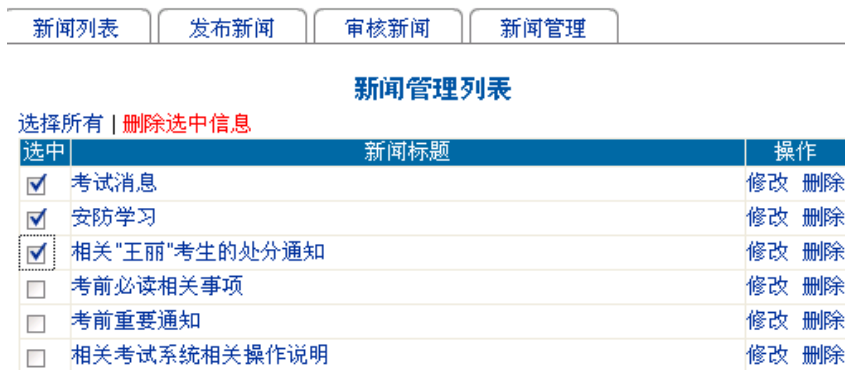 新闻列表 发布新闻 审核新闻 新闻管理
新闻管理列表
选择所有 | 删除选中信息
选中 新闻标题 操作
考试消息 修改 删除
安防学习 修改 删除
相关"王丽"考生的处分通知 修改 删除
考前必读相关事项 修改 删除
考前重要通知 修改 删除
相关考试系统相关操作说明 修改 删除